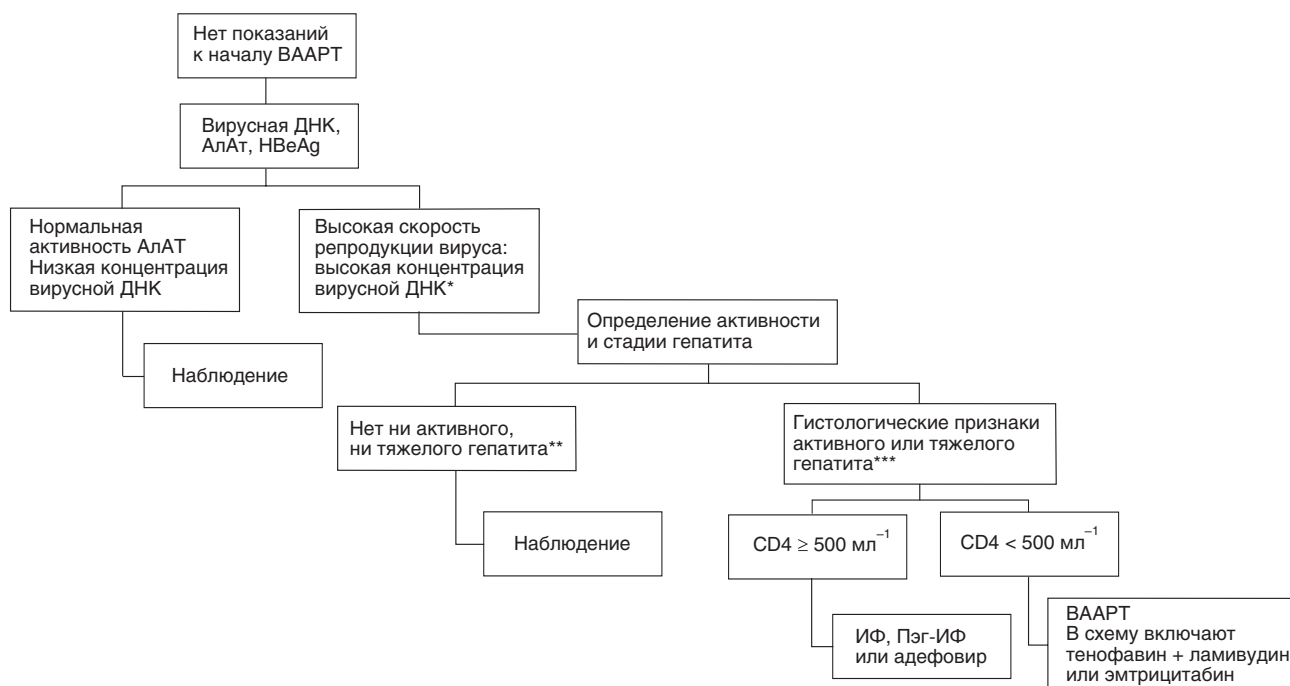 Нет показаний
к началу ВААРТ
Вирусная ДНК,
АлАт, HBeAg
Нормальная
активность АлАТ
Низкая концентрация
вирусной ДНК
Высокая скорость
репродукции вируса:
высокая концентрация
вирусной ДНК*
Определение активности
и стадии гепатита
Наблюдение
Нет ни активного,
ни тяжелого гепатита**
Гистологические признаки
активного или тяжелого
гепатита***
Наблюдение
CD4 ≥ 500 мл⁻¹
CD4 < 500 мл⁻¹
ИФ, Пэг-ИФ
или адефовир
ВААРТ
В схему включают
тенофавин + ламивудин
или эмтрицитабин